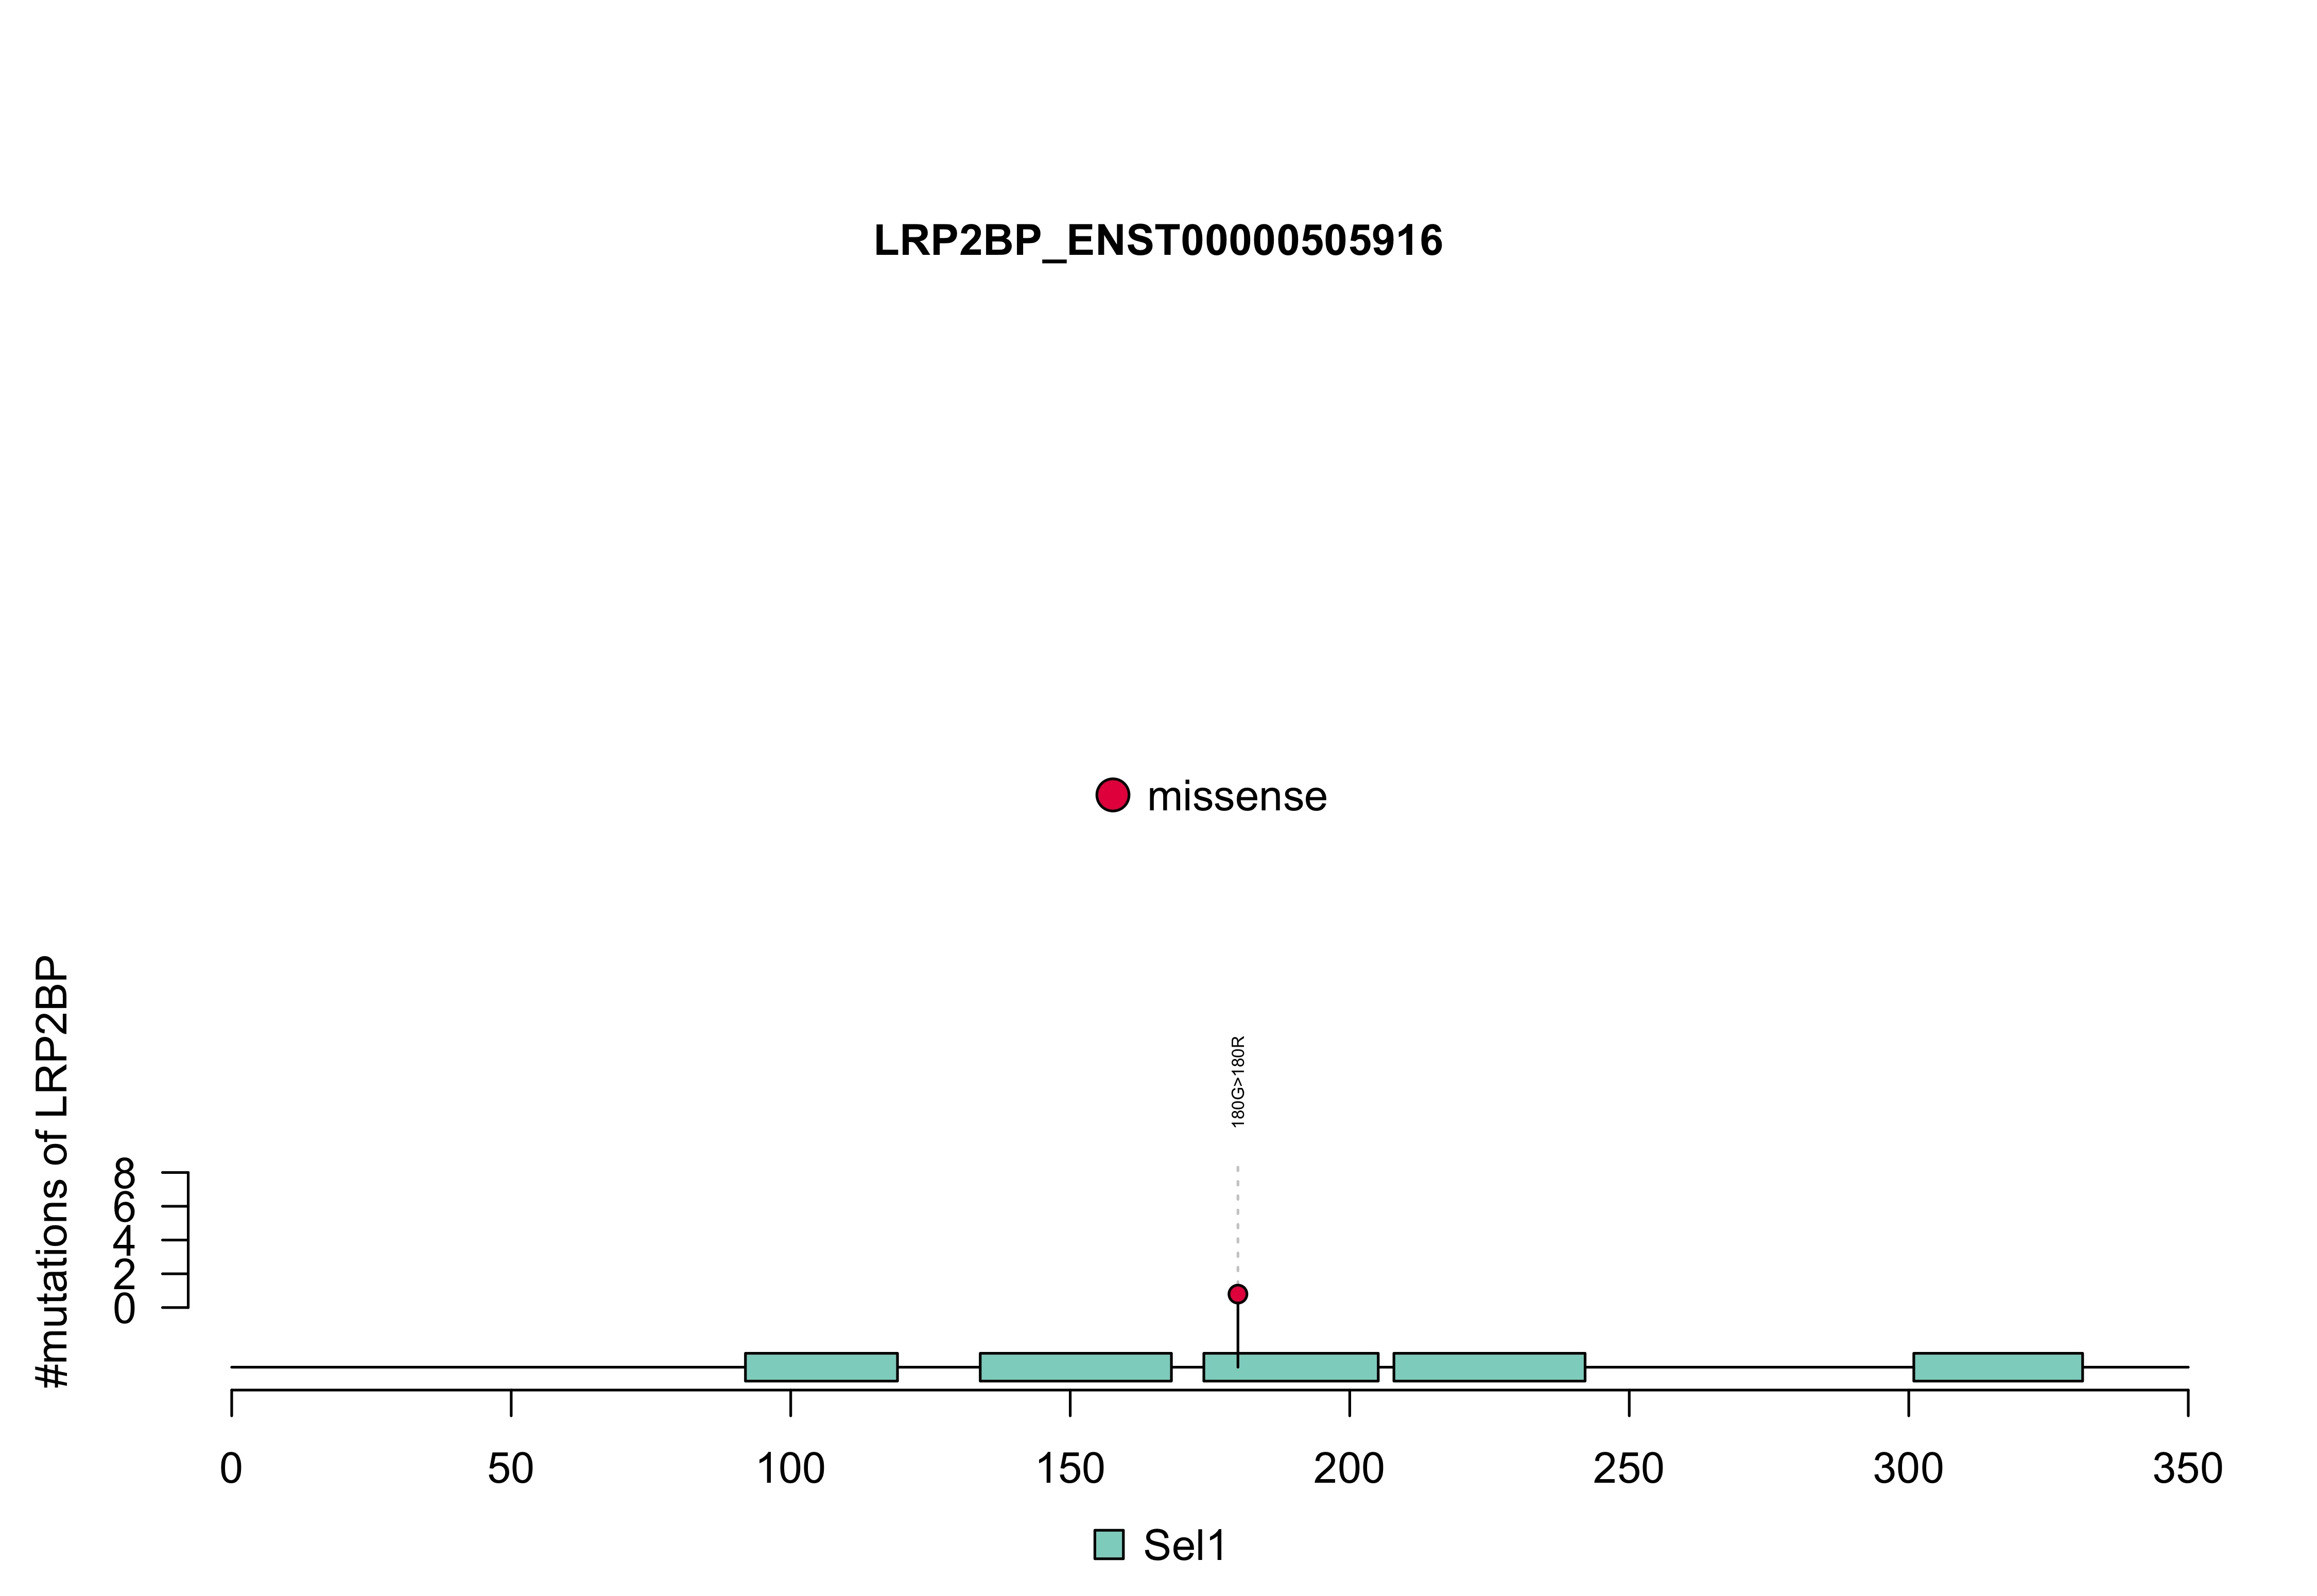 LRP2BP_ENST00000505916
missense
#mutations of LRP2BP
180G>180R
8
6
4
2
0
0 50 100 150 200 250 300 350
Sel1